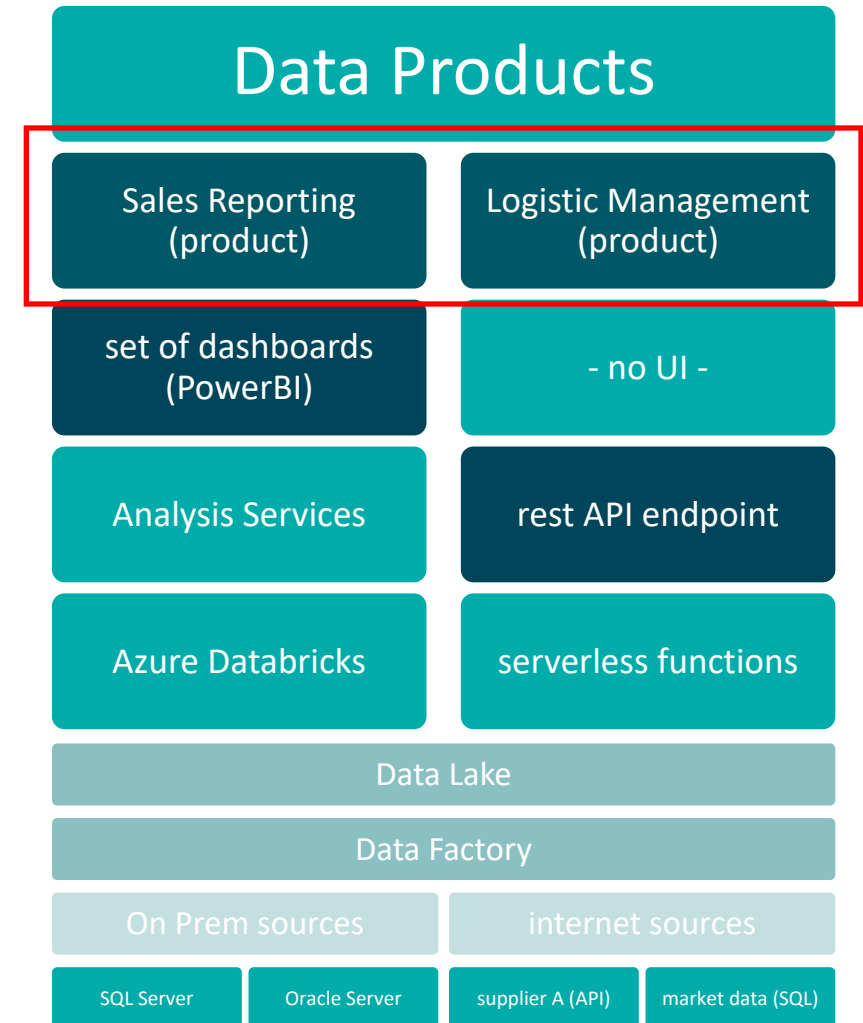 Data Products
Sales Reporting
(product)
Logistic Management
(product)
set of dashboards
(PowerBI)
- no UI -
Analysis Services
rest API endpoint
Azure Databricks
serverless functions
Data Lake
Data Factory
On Prem sources
internet sources
SQL Server
Oracle Server
supplier A (API)
market data (SQL)